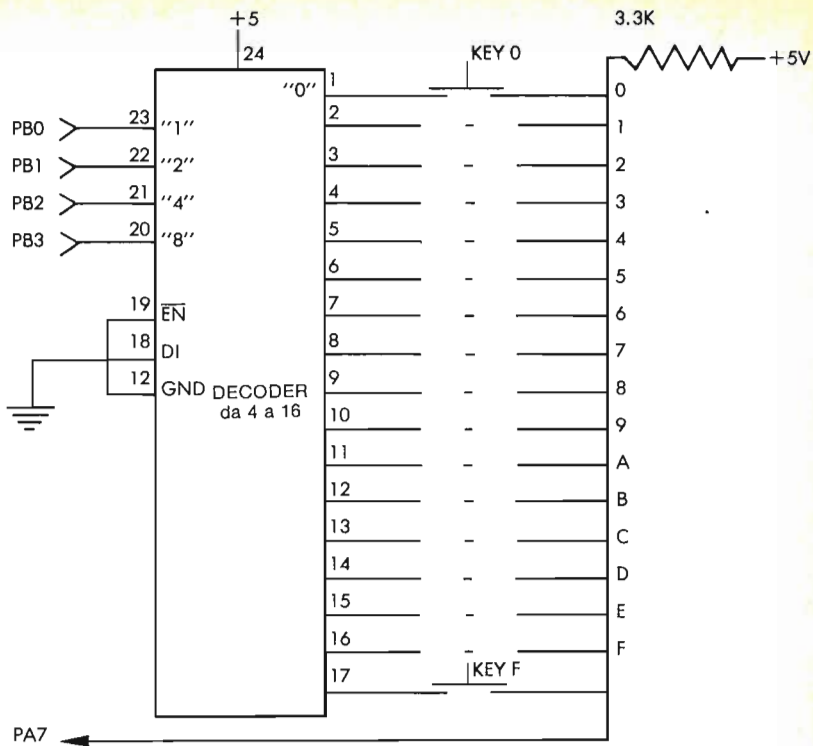 +5
3.3K
24
KEY 0
+5V
"0"
1
0
PB0
23
"1"
2
1
PB1
22
"2"
3
2
PB2
21
"4"
4
3
PB3
20
"8"
5
4
6
5
19
EN
7
6
18
DI
8
7
12
GND
DECODER
da 4 a 16
9
8
10
9
11
A
12
B
13
C
14
D
15
E
16
F
17
KEY F
PA7